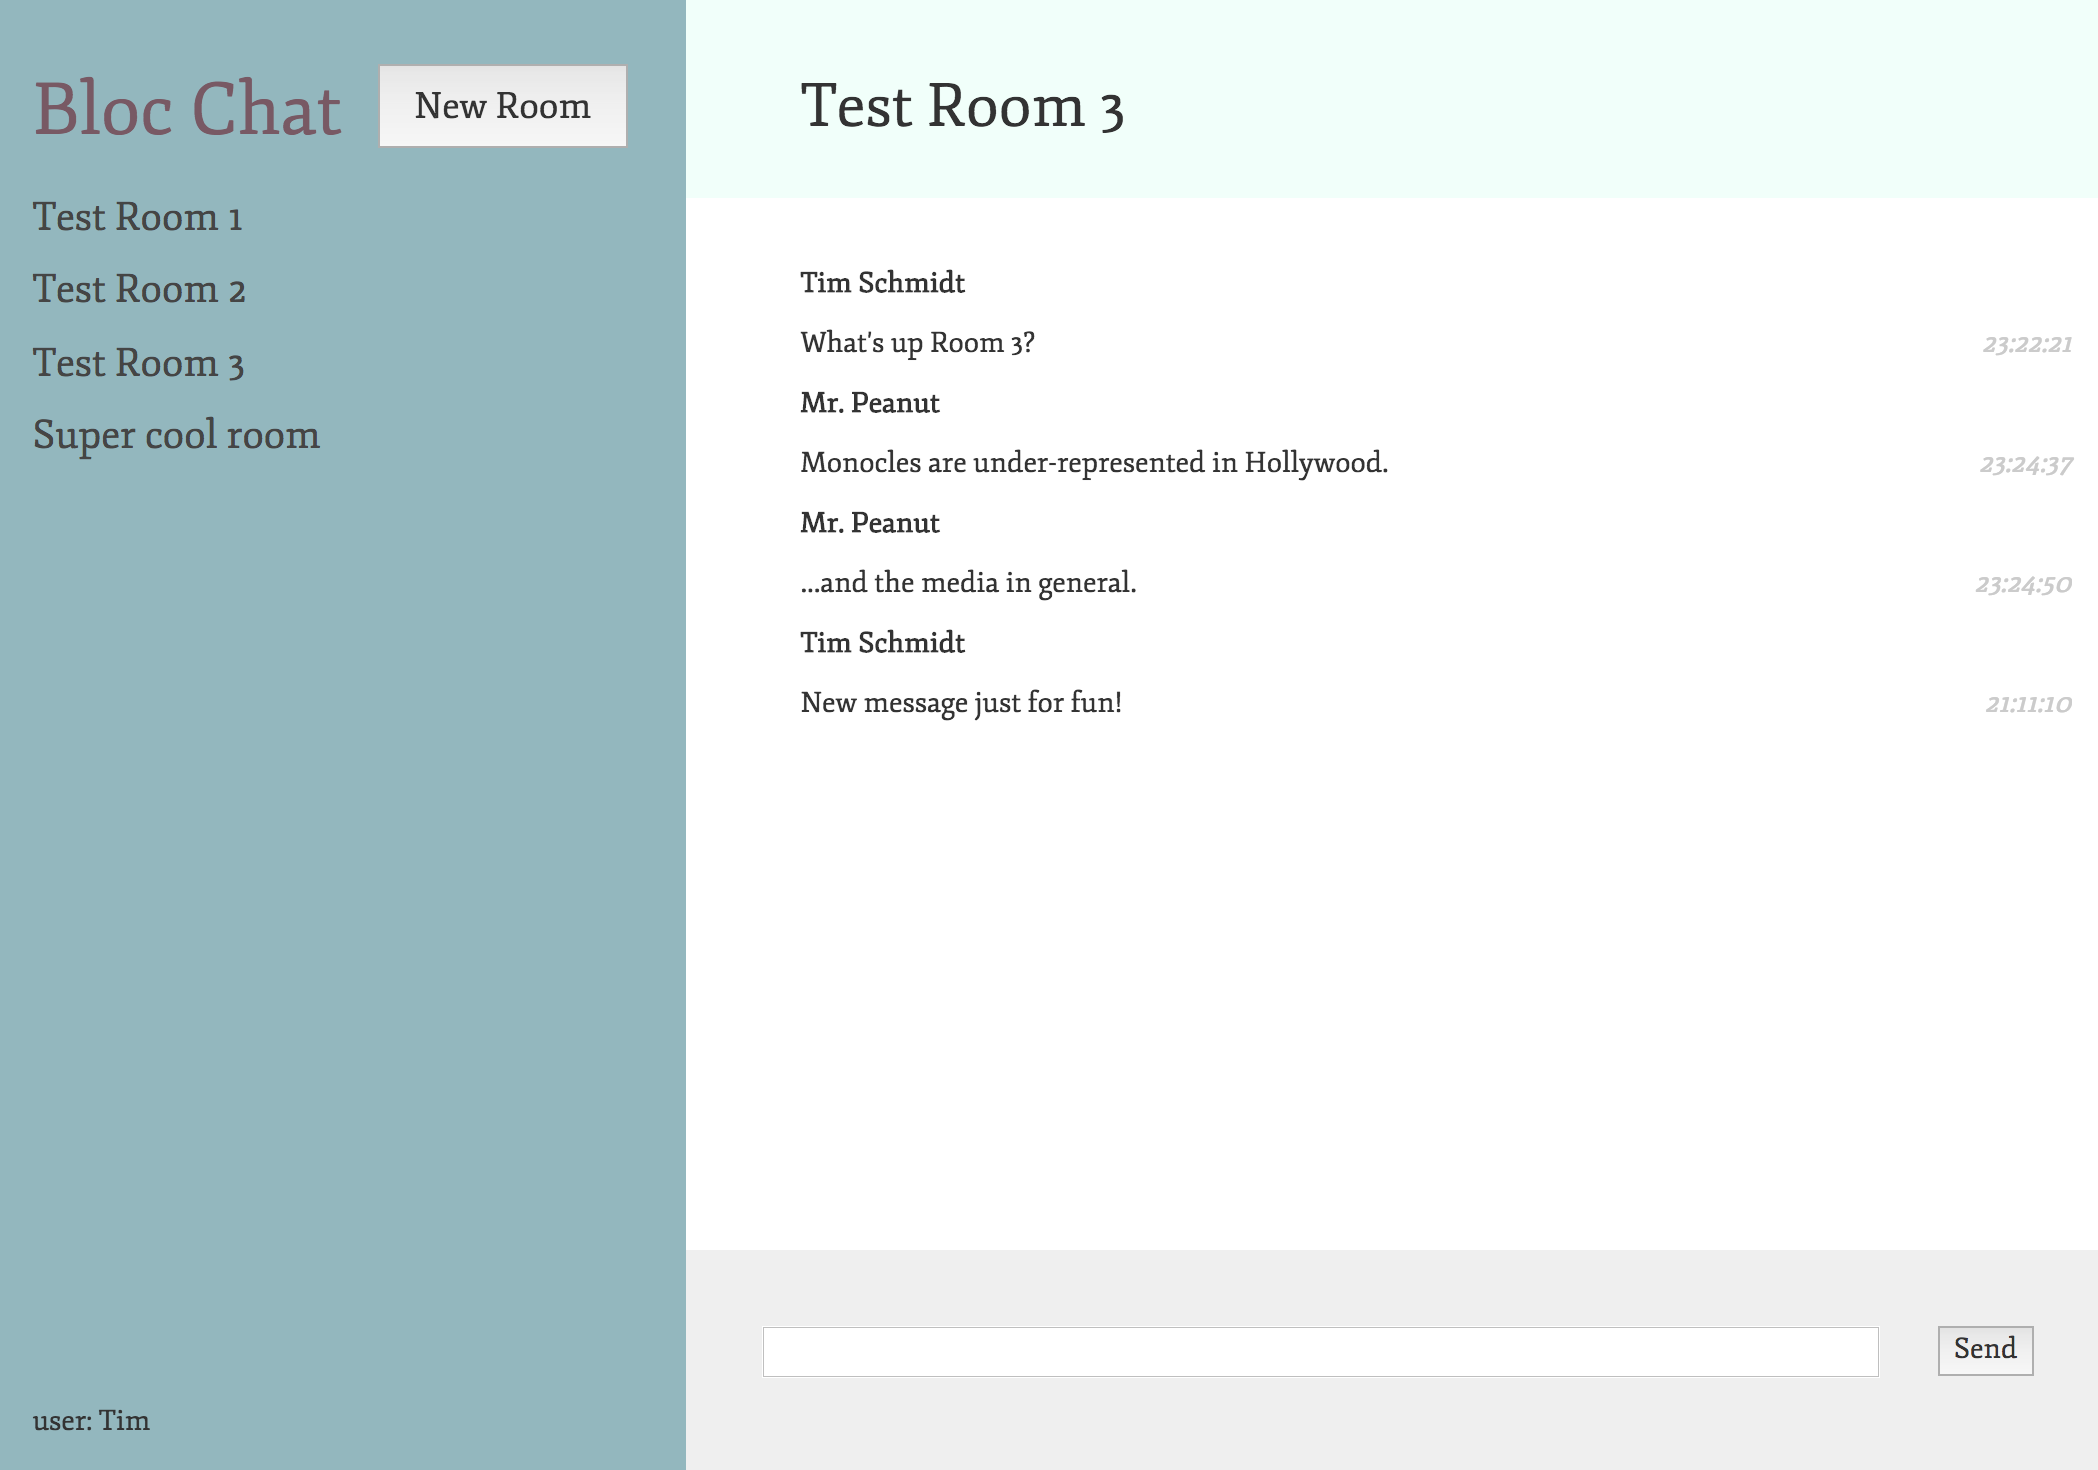 Bloc Chat
New Room
Test Room 1
Test Room 2
Test Room 3
Super cool room
user: Tim
Test Room 3
Tim Schmidt
What's up Room 3? 23:22:21
Mr. Peanut
Monocles are under-represented in Hollywood. 23:24:37
Mr. Peanut
...and the media in general. 23:24:50
Tim Schmidt
New message just for fun! 21:11:10
Send